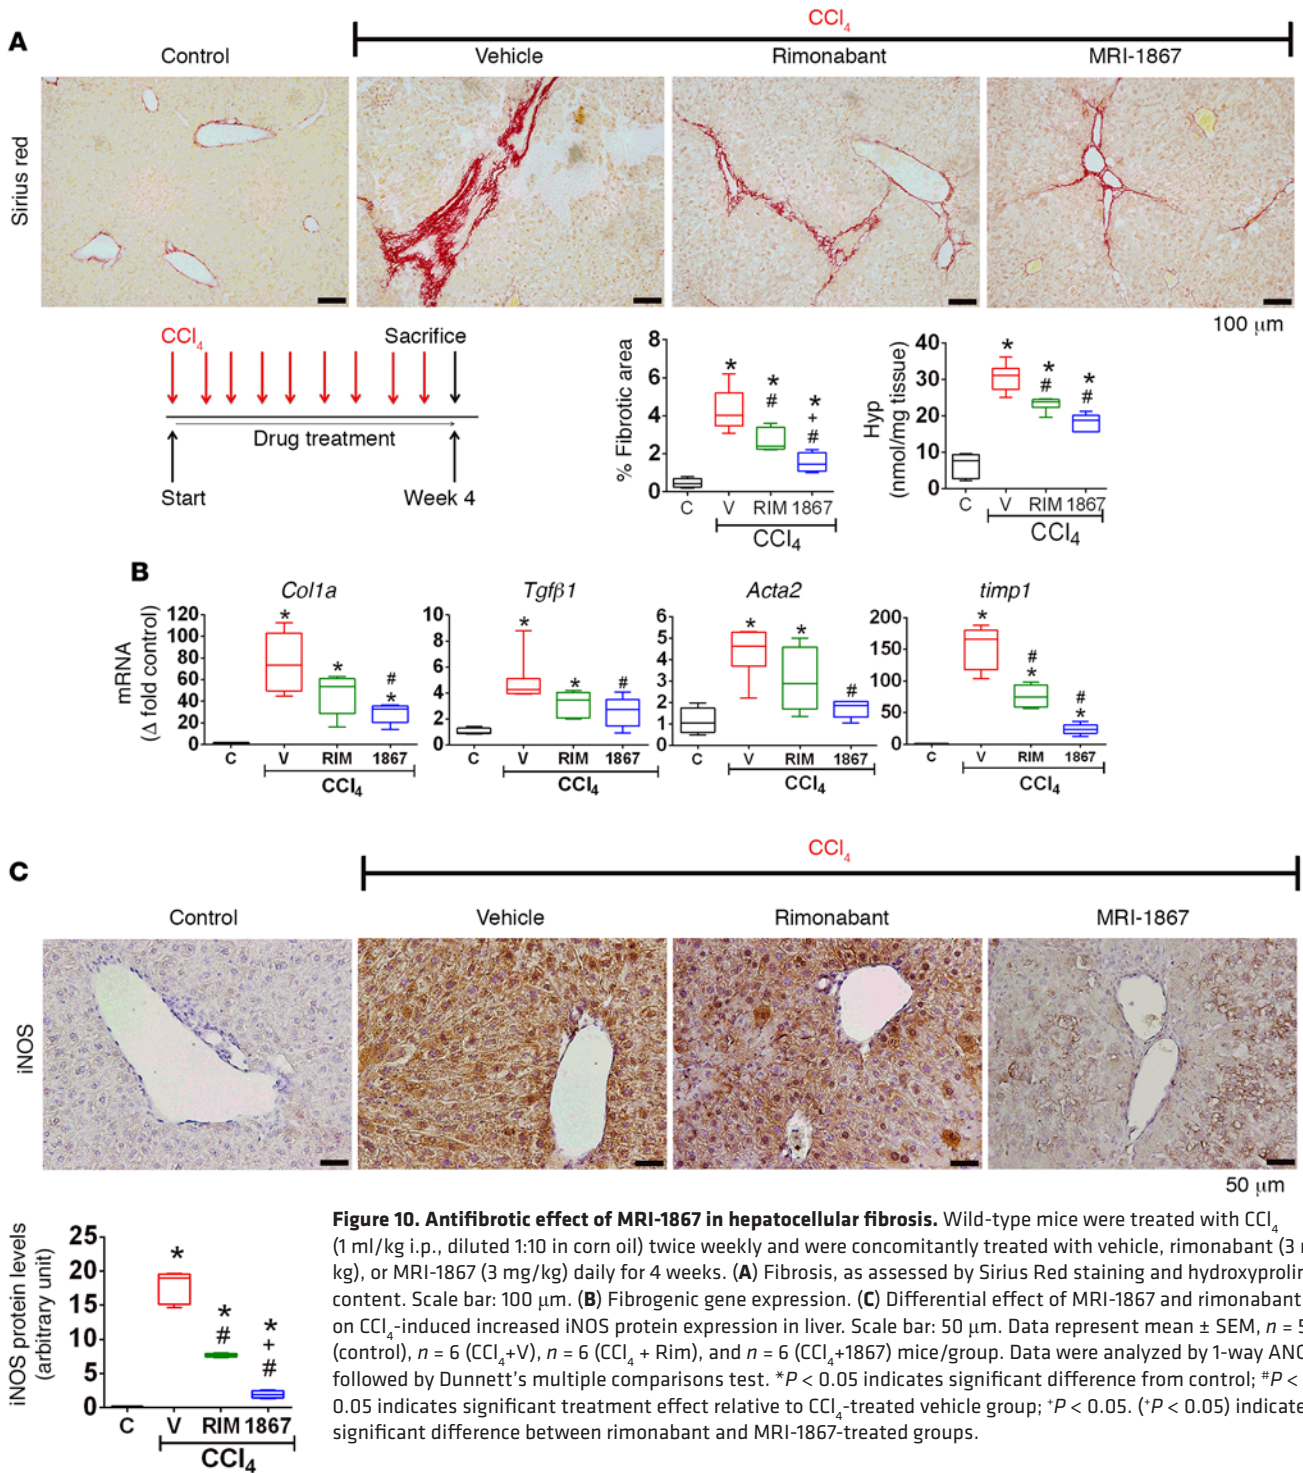 CCl4
A
Control
Vehicle
Rimonabant
MRI-1867
Sirius red
100 µm
CCl4
Sacrifice
Drug treatment
Start
Week 4
% Fibrotic area
8
6
4
2
0
*
*
#
*
+
#
C
V
RIM
1867
CCl4
Hyp
(nmol/mg tissue)
40
30
20
10
0
*
*
#
*
#
C
V
RIM
1867
CCl4
B
Col1a
mRNA
(Δ fold control)
120
100
80
60
40
20
0
*
*
#
*
C
V
RIM
1867
CCl4
Tgfβ1
10
8
6
4
2
0
*
*
#
C
V
RIM
1867
CCl4
Acta2
6
5
4
3
2
1
0
*
*
#
C
V
RIM
1867
CCl4
timp1
200
150
100
50
0
*
#
*
#
*
C
V
RIM
1867
CCl4
CCl4
C
Control
Vehicle
Rimonabant
MRI-1867
iNOS
50 µm
iNOS protein levels
(arbitrary unit)
25
20
15
10
5
0
*
*
#
*
+
#
C
V
RIM
1867
CCl4
Figure 10. Antifibrotic effect of MRI-1867 in hepatocellular fibrosis. Wild-type mice were treated with CCl4
(1 ml/kg i.p., diluted 1:10 in corn oil) twice weekly and were concomitantly treated with vehicle, rimonabant (3
kg), or MRI-1867 (3 mg/kg) daily for 4 weeks. (A) Fibrosis, as assessed by Sirius Red staining and hydroxyprolin
content. Scale bar: 100 µm. (B) Fibrogenic gene expression. (C) Differential effect of MRI-1867 and rimonabant
on CCl4-induced increased iNOS protein expression in liver. Scale bar: 50 µm. Data represent mean ± SEM, n = 5
(control), n = 6 (CCl4+V), n = 6 (CCl4 + Rim), and n = 6 (CCl4+1867) mice/group. Data were analyzed by 1-way ANO
followed by Dunnett's multiple comparisons test. *P < 0.05 indicates significant difference from control; #P <
0.05 indicates significant treatment effect relative to CCl4-treated vehicle group; +P < 0.05. (+P < 0.05) indicate
significant difference between rimonabant and MRI-1867-treated groups.